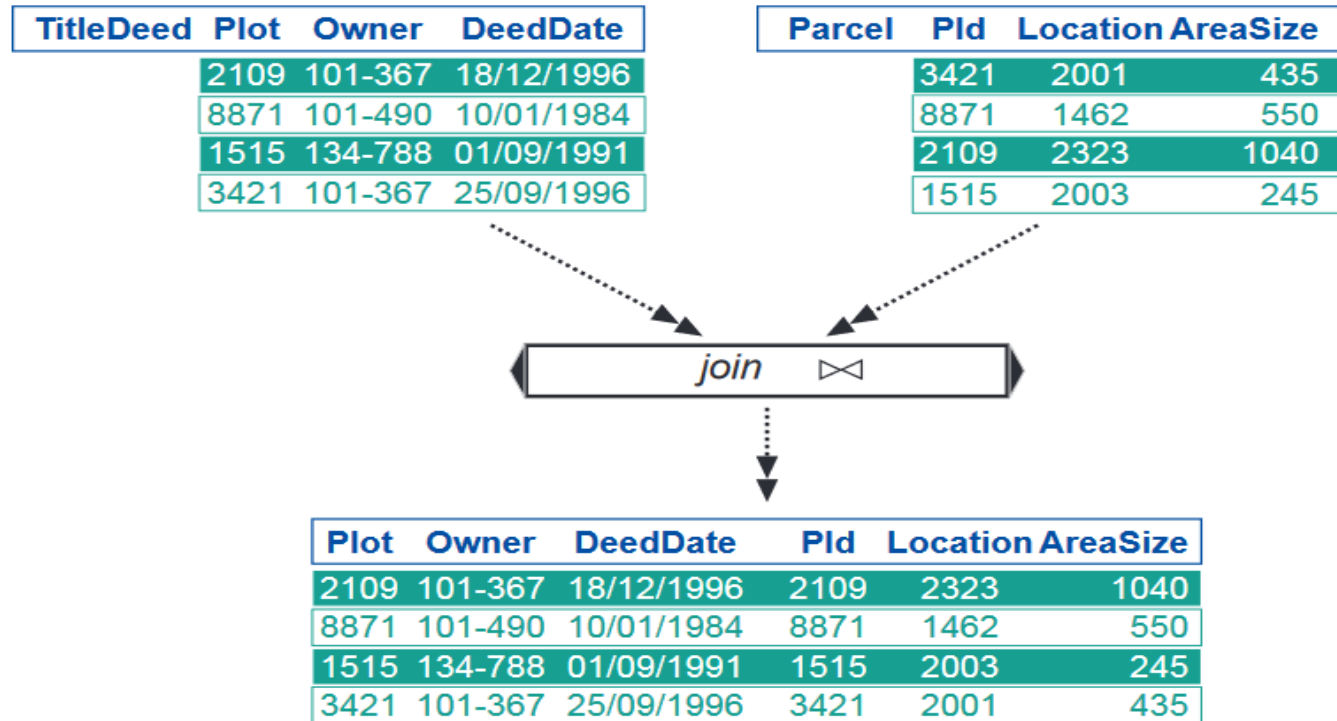 TitleDeed Plot Owner DeedDate
2109 101-367 18/12/1996
8871 101-490 10/01/1984
1515 134-788 01/09/1991
3421 101-367 25/09/1996
Parcel PId Location AreaSize
3421 2001 435
8871 1462 550
2109 2323 1040
1515 2003 245
join ⋈
Plot Owner DeedDate PId Location AreaSize
2109 101-367 18/12/1996 2109 2323 1040
8871 101-490 10/01/1984 8871 1462 550
1515 134-788 01/09/1991 1515 2003 245
3421 101-367 25/09/1996 3421 2001 435